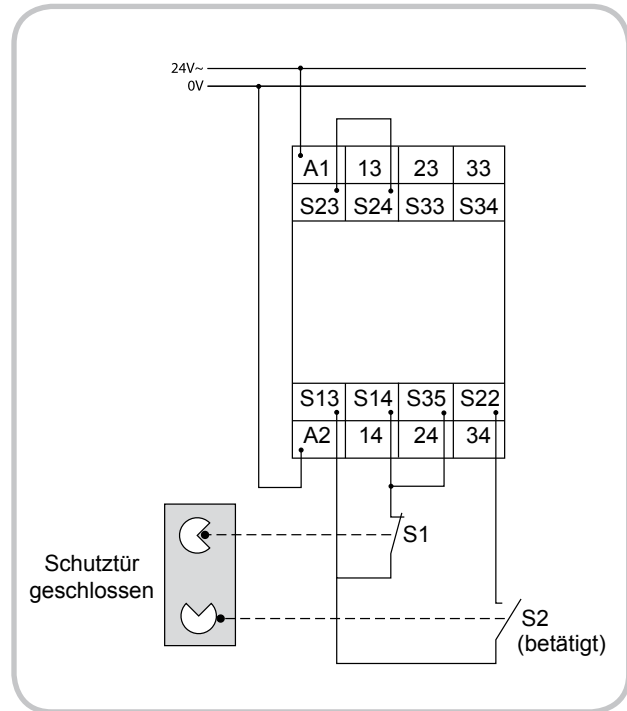 24V~
0V
A1 13 23 33
S23 S24 S33 S34
S13 S14 S35 S22
A2 14 24 34
S1
Schutztür
geschlossen
S2
(betätigt)